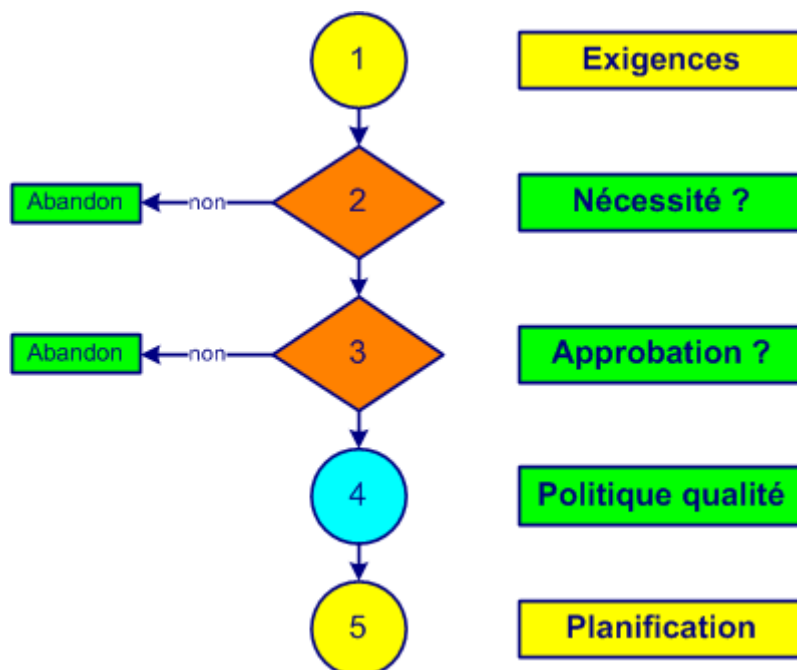 1
Exigences
Abandon
non
2
Nécessité ?
Abandon
non
3
Approbation ?
4
Politique qualité
5
Planification